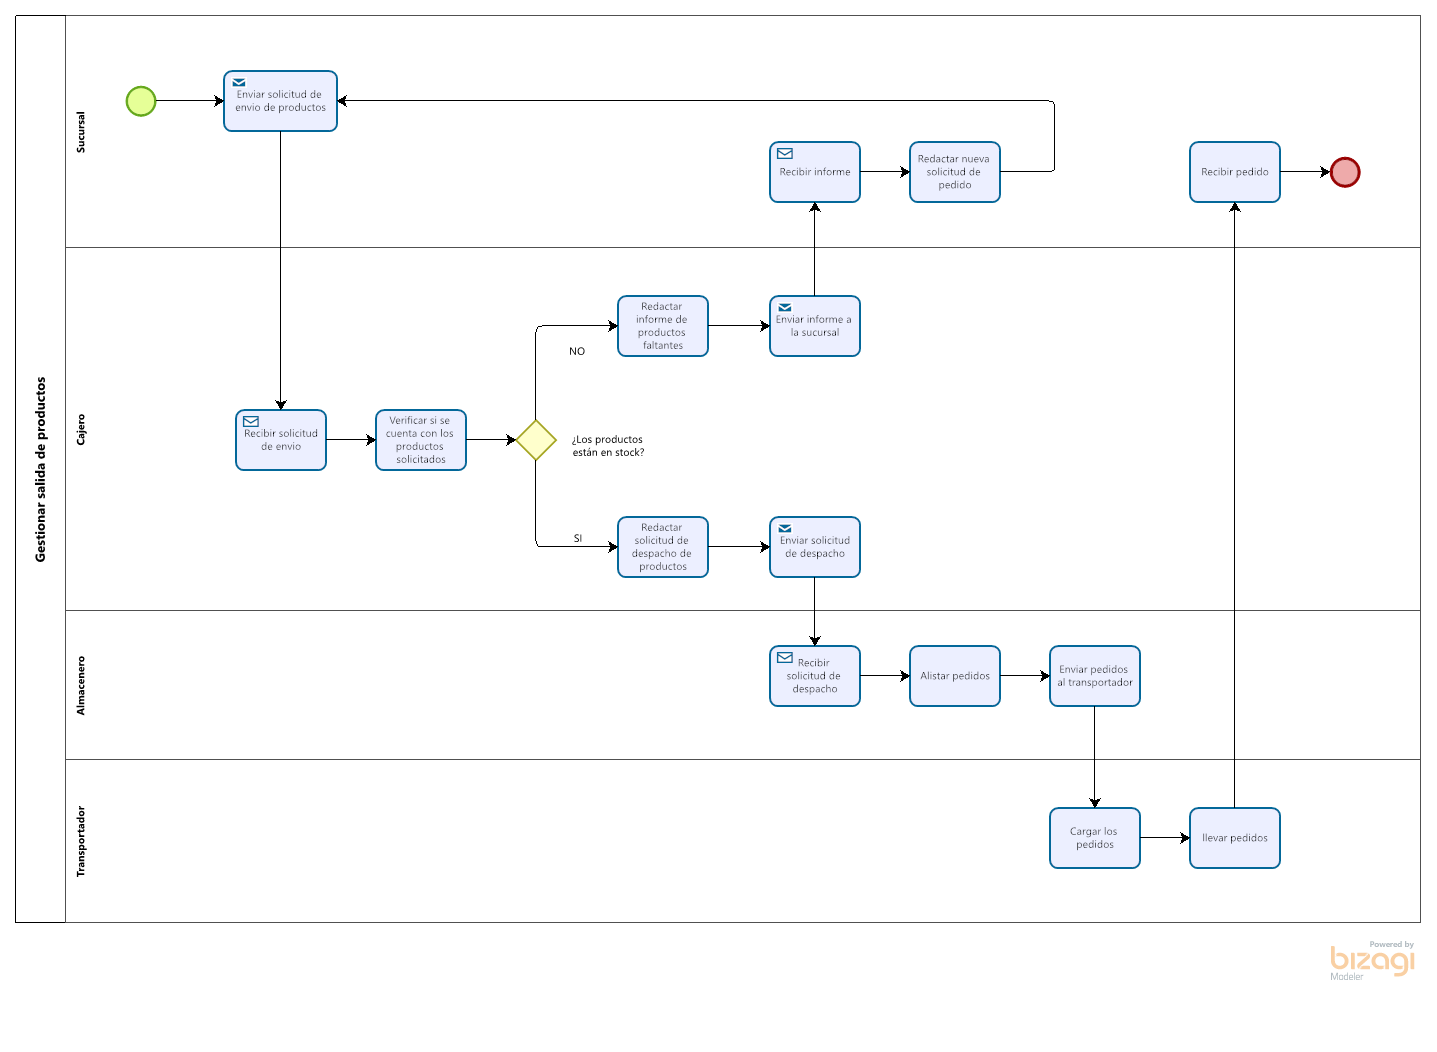 Gestionar salida de productos
Sucursal
Enviar solicitud de
envio de productos
Recibir informe
Redactar nueva
solicitud de
pedido
Recibir pedido
Cajero
Redactar
informe de
productos
faltantes
Enviar informe a
la sucursal
NO
Recibir solicitud
de envio
Verificar si se
cuenta con los
productos
solicitados
¿Los productos
están en stock?
SI
Redactar
solicitud de
despacho de
productos
Enviar solicitud
de despacho
Almacenero
Recibir
solicitud de
despacho
Alistar pedidos
Enviar pedidos
al transportador
Transportador
Cargar los
pedidos
llevar pedidos
Powered by
bizagi
Modeler